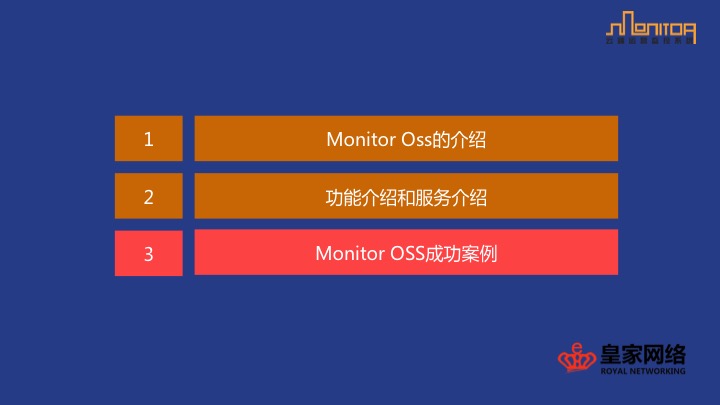 Monitor
1
Monitor Oss的介绍
2
功能介绍和服务介绍
3
Monitor OSS成功案例
e
皇家网络
ROYAL NETWORKING